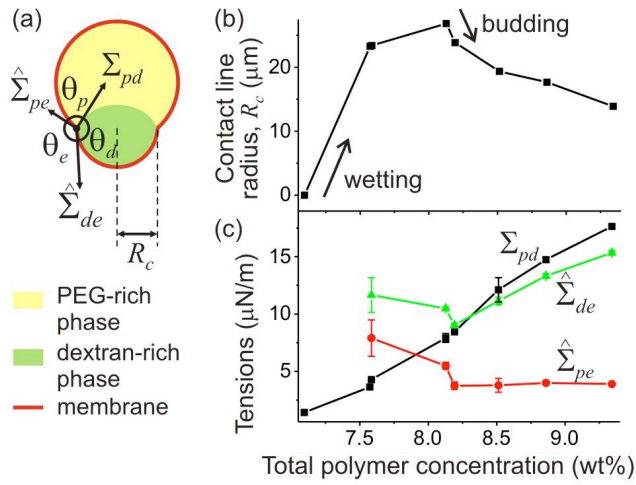 (a)
Σ̂pe
θp
Σpd
θe
θd
Σ̂de
Rc
PEG-rich
phase
dextran-rich
phase
membrane
(b)
budding
wetting
Contact line
radius, Rc (μm)
20
10
0
(c)
Σpd
Σ̂de
Σ̂pe
Tensions (μN/m)
15
10
5
7.5
8.0
8.5
9.0
Total polymer concentration (wt%)